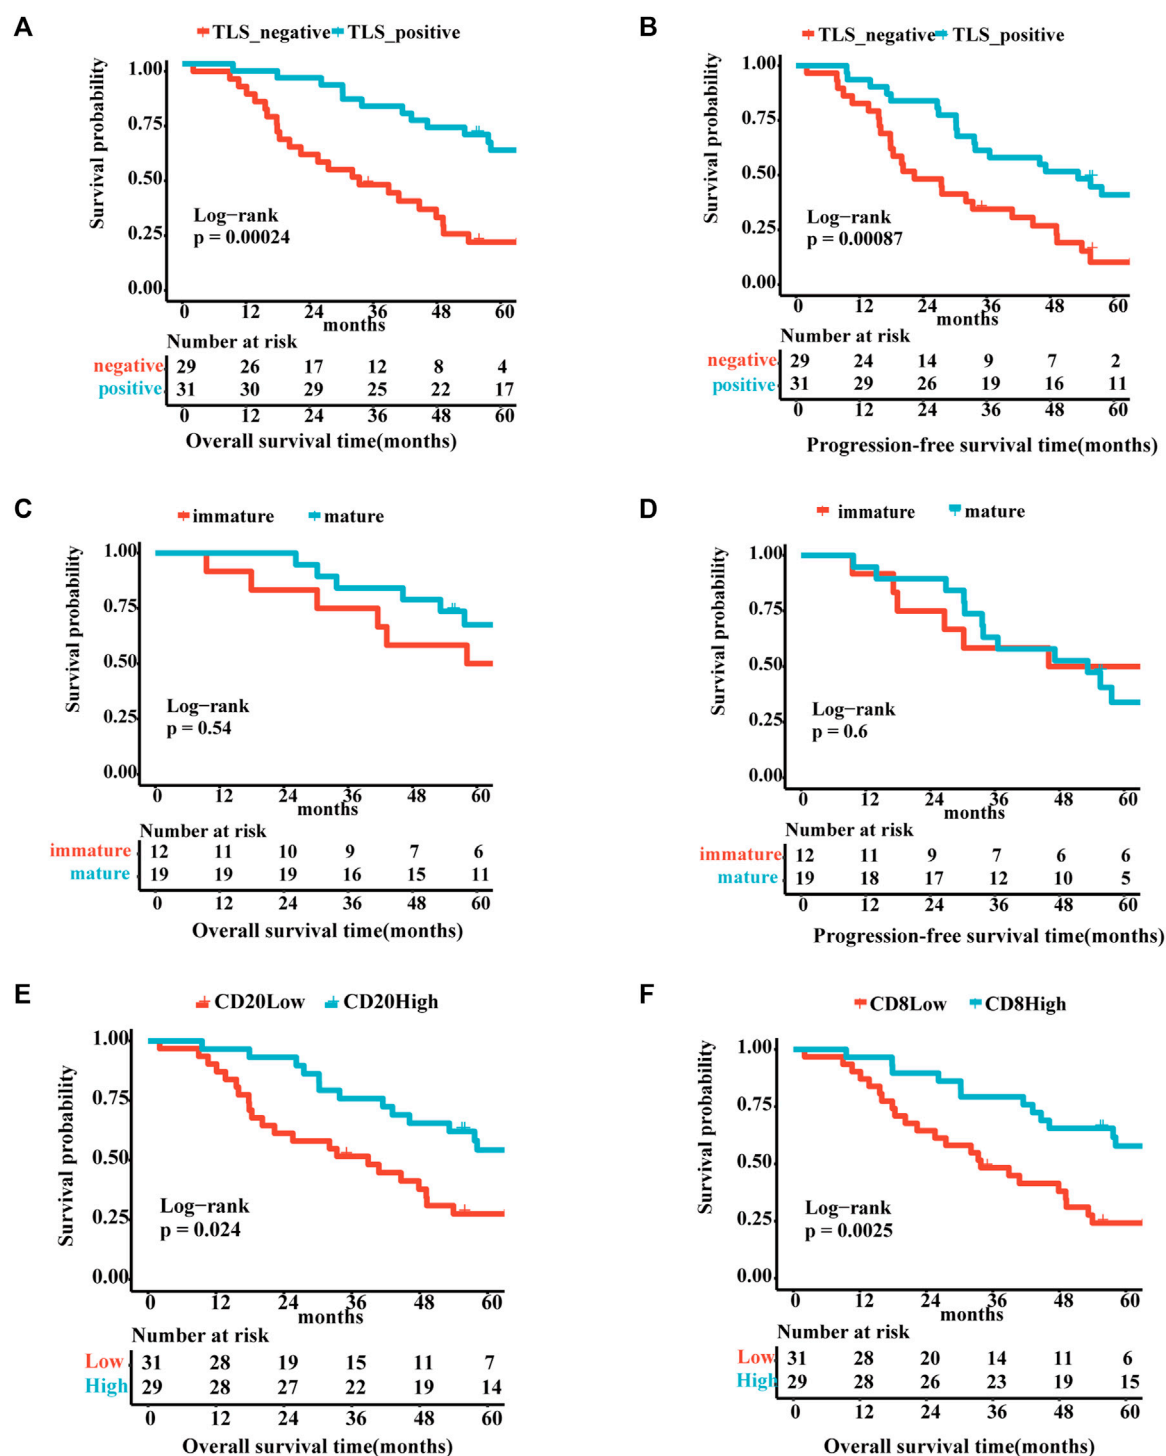 A
TLS_negative TLS_positive
Survival probability
1.00
0.75
0.50
0.25
0.00
Log−rank
p = 0.00024
0 12 24 36 48 60
months
Number at risk
negative 29 26 17 12 8 4
positive 31 30 29 25 22 17
0 12 24 36 48 60
Overall survival time(months)
B
TLS_negative TLS_positive
Survival probability
1.00
0.75
0.50
0.25
0.00
Log−rank
p = 0.00087
0 12 24 36 48 60
months
Number at risk
negative 29 24 14 9 7 2
positive 31 29 26 19 16 11
0 12 24 36 48 60
Progression-free survival time(months)
C
immature mature
Survival probability
1.00
0.75
0.50
0.25
0.00
Log−rank
p = 0.54
0 12 24 36 48 60
months
Number at risk
immature 12 11 10 9 7 6
mature 19 19 19 16 15 11
0 12 24 36 48 60
Overall survival time(months)
D
immature mature
Survival probability
1.00
0.75
0.50
0.25
0.00
Log−rank
p = 0.6
0 12 24 36 48 60
months
Number at risk
immature 12 11 9 7 6 6
mature 19 18 17 12 10 5
0 12 24 36 48 60
Progression-free survival time(months)
E
CD20Low CD20High
Survival probability
1.00
0.75
0.50
0.25
0.00
Log−rank
p = 0.024
0 12 24 36 48 60
months
Number at risk
Low 31 28 19 15 11 7
High 29 28 27 22 19 14
0 12 24 36 48 60
Overall survival time(months)
F
CD8Low CD8High
Survival probability
1.00
0.75
0.50
0.25
0.00
Log−rank
p = 0.0025
0 12 24 36 48 60
months
Number at risk
Low 31 28 20 14 11 6
High 29 28 26 23 19 15
0 12 24 36 48 60
Overall survival time(months)